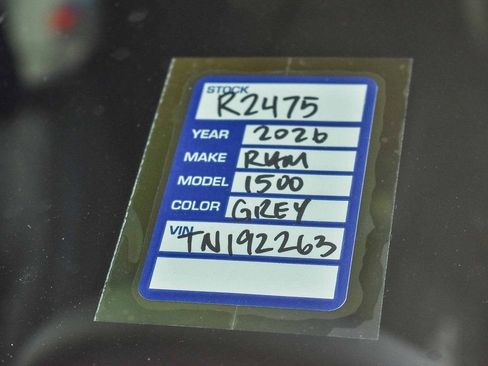 STOCK R2475
YEAR 2026
MAKE RAM
MODEL 1500
COLOR GREY
VIN TN192263